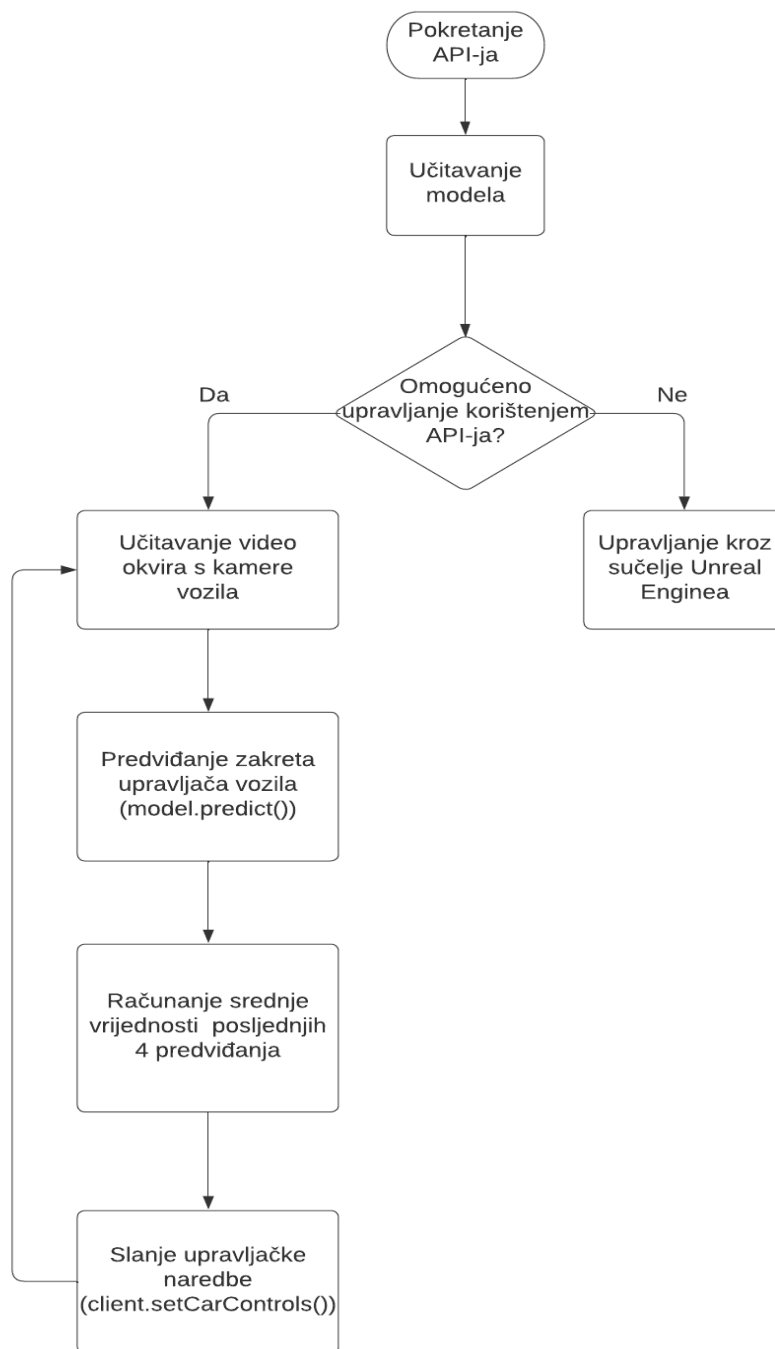 Pokretanje
API-ja
Učitavanje
modela
Omogućeno
upravljanje korištenjem
API-ja?
Da
Ne
Učitavanje video
okvira s kamere
vozila
Upravljanje kroz
sučelje Unreal
Enginea
Predviđanje zakreta
upravljača vozila
(model.predict())
Računanje srednje
vrijednosti  posljednjih
4 predviđanja
Slanje upravljačke
naredbe
(client.setCarControls())